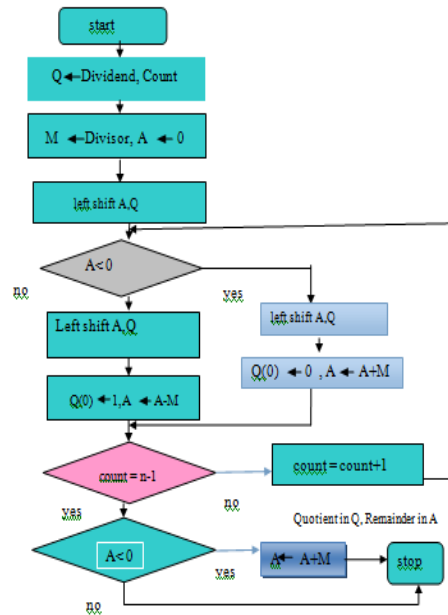 start
Q ← Dividend, Count
M ← Divisor, A ← 0
left shift A,Q
A< 0
no
yes
Left shift A,Q
left shift A,Q
Q(0) ← 1,A ← A-M
Q(0) ← 0 , A ← A+M
count = n-1
count = count+1
yes
no
Quotient in Q, Remainder in A
A<0
yes
A← A+M
stop
no